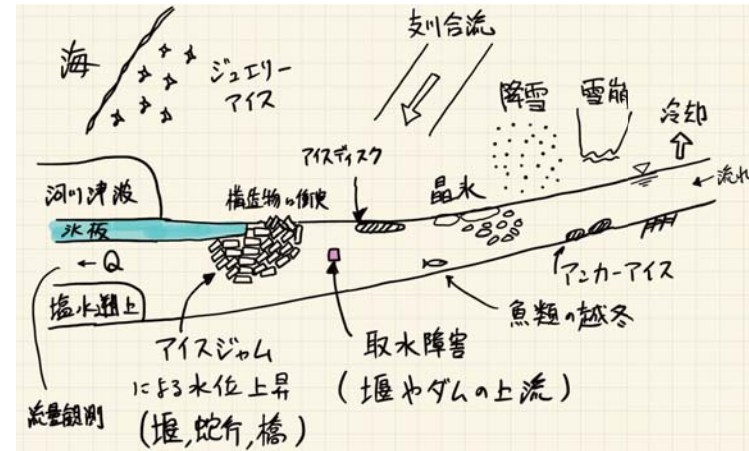 海
ジュエリー
アイス
支川合流
降雪
雪崩
冷却
流れ
アイスディスク
晶氷
河川津波
構造物に衝突
氷板
←Q
塩水遡上
アンカーアイス
魚類の越冬
アイスジャム
による水位上昇
(堰,蛇行,橋)
取水障害
(堰やダムの上流)
流量観測